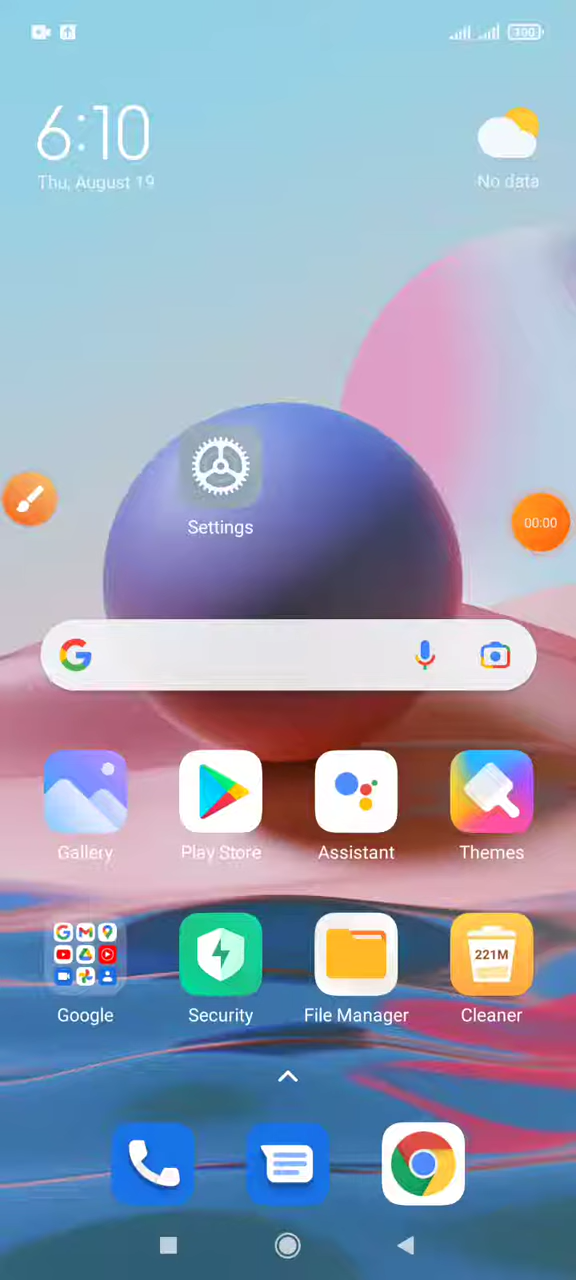 100
6:10
Thu, August 19
No data
Settings
00:00
Gallery
Play Store
Assistant
Themes
221M
Google
Security
File Manager
Cleaner